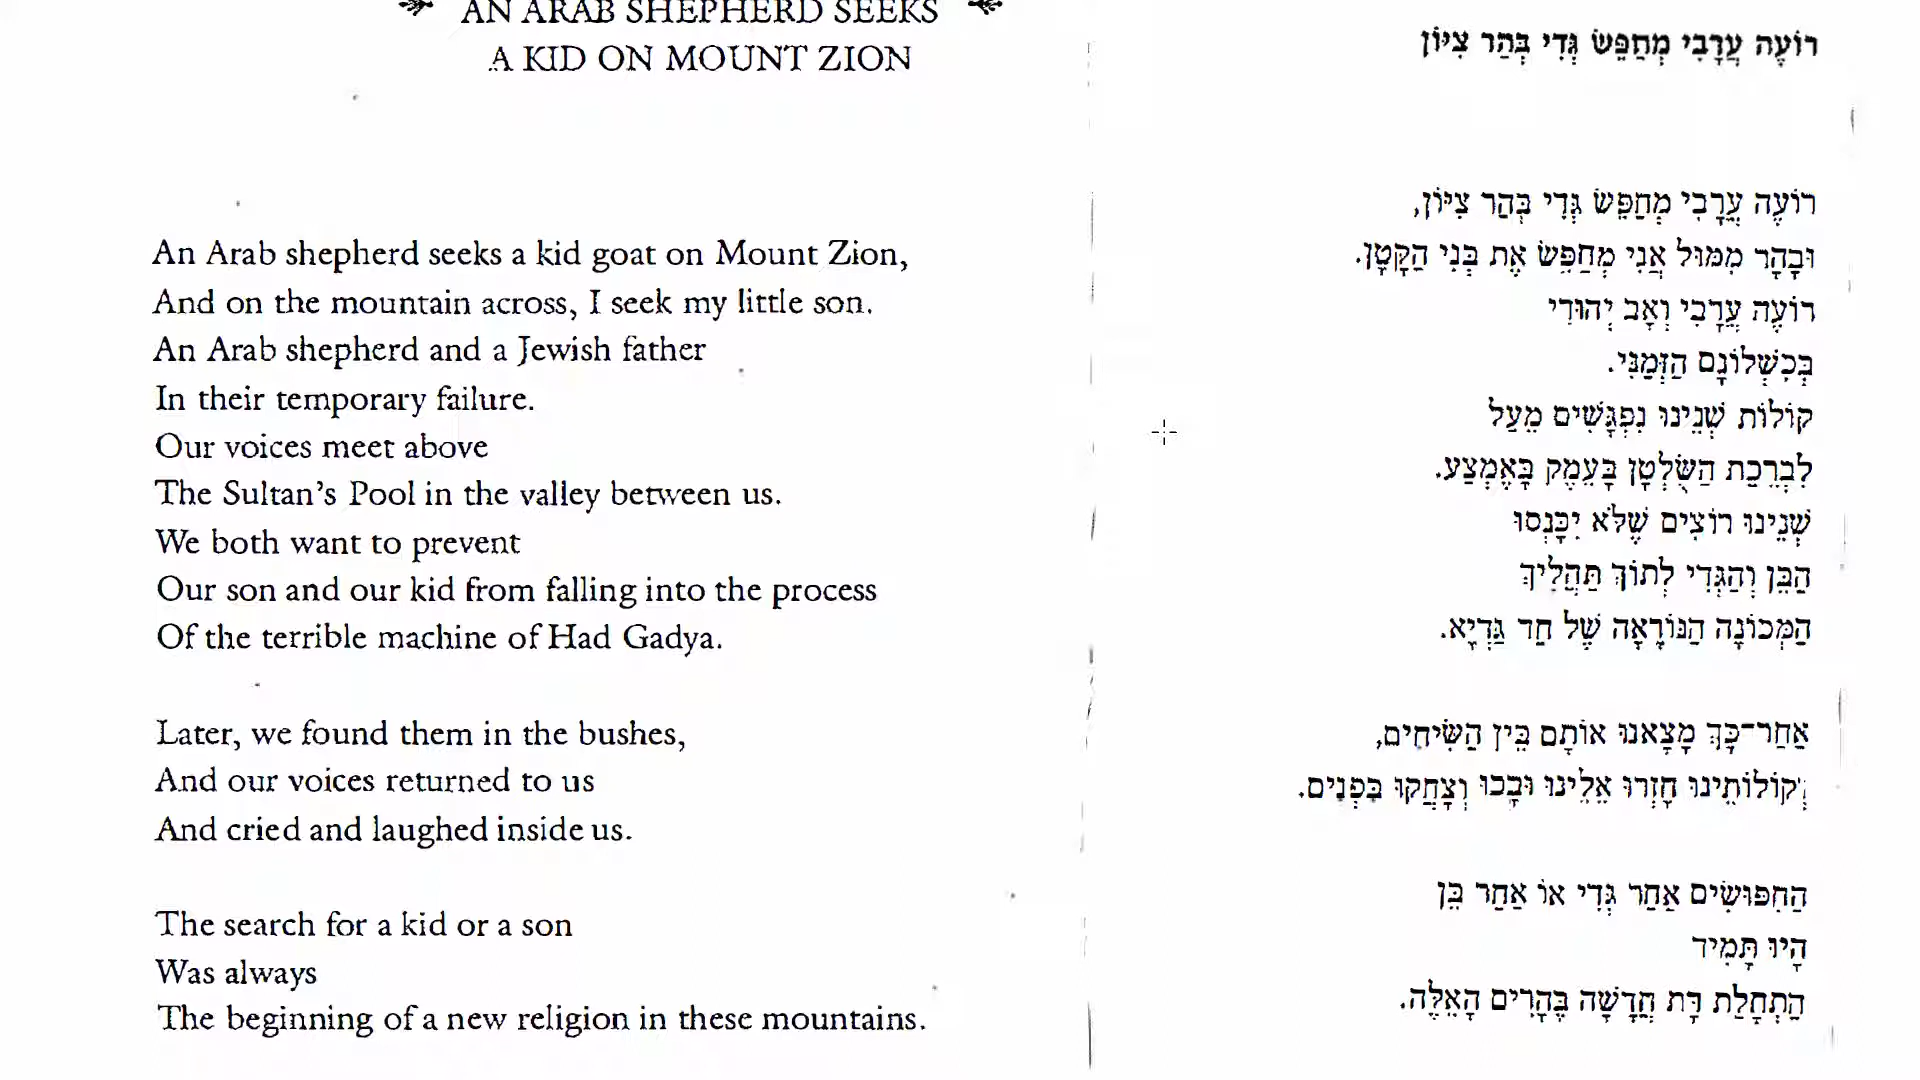 AN ARAB SHEPHERD SEEKS
A KID ON MOUNT ZION
An Arab shepherd seeks a kid goat on Mount Zion,
And on the mountain across, I seek my little son.
An Arab shepherd and a Jewish father
In their temporary failure.
Our voices meet above
The Sultan's Pool in the valley between us.
We both want to prevent
Our son and our kid from falling into the process
Of the terrible machine of Had Gadya.
Later, we found them in the bushes,
And our voices returned to us
And cried and laughed inside us.
The search for a kid or a son
Was always
The beginning of a new religion in these mountains.
רוֹעֶה עֲרָבִי מְחַפֵּשׂ גְּדִי בְּהַר צִיּוֹן
רוֹעֶה עֲרָבִי מְחַפֵּשׂ גְּדִי בְּהַר צִיּוֹן,
וּבָהָר מִמּוּל אֲנִי מְחַפֵּשׂ אֶת בְּנִי הַקָּטָן.
רוֹעֶה עֲרָבִי וְאָב יְהוּדִי
בְּכִשְׁלוֹנָם הַזְּמַנִּי.
קוֹלוֹת שְׁנֵינוּ נִפְגָּשִׁים מֵעַל
לִבְרֵכַת הַשֻּׂלְטָן בָּעֵמֶק בָּאֶמְצַע.
שְׁנֵינוּ רוֹצִים שֶׁלֹּא יִכָּנְסוּ
הַבֵּן וְהַגְּדִי לְתוֹךְ תַּהֲלִיךְ
הַמְּכוֹנָה הַנּוֹרָאָה שֶׁל חַד גַּדְיָא.
אַחַר־כָּךְ מָצָאנוּ אוֹתָם בֵּין הַשִּׂיחִים,
וְקוֹלוֹתֵינוּ חָזְרוּ אֵלֵינוּ וּבָכוּ וְצָחֲקוּ בִּפְנִים.
הַחִפּוּשִׂים אַחַר גְּדִי אוֹ אַחַר בֵּן
הָיוּ תָּמִיד
הַתְחָלַת דָּת חֲדָשָׁה בֶּהָרִים הָאֵלֶּה.